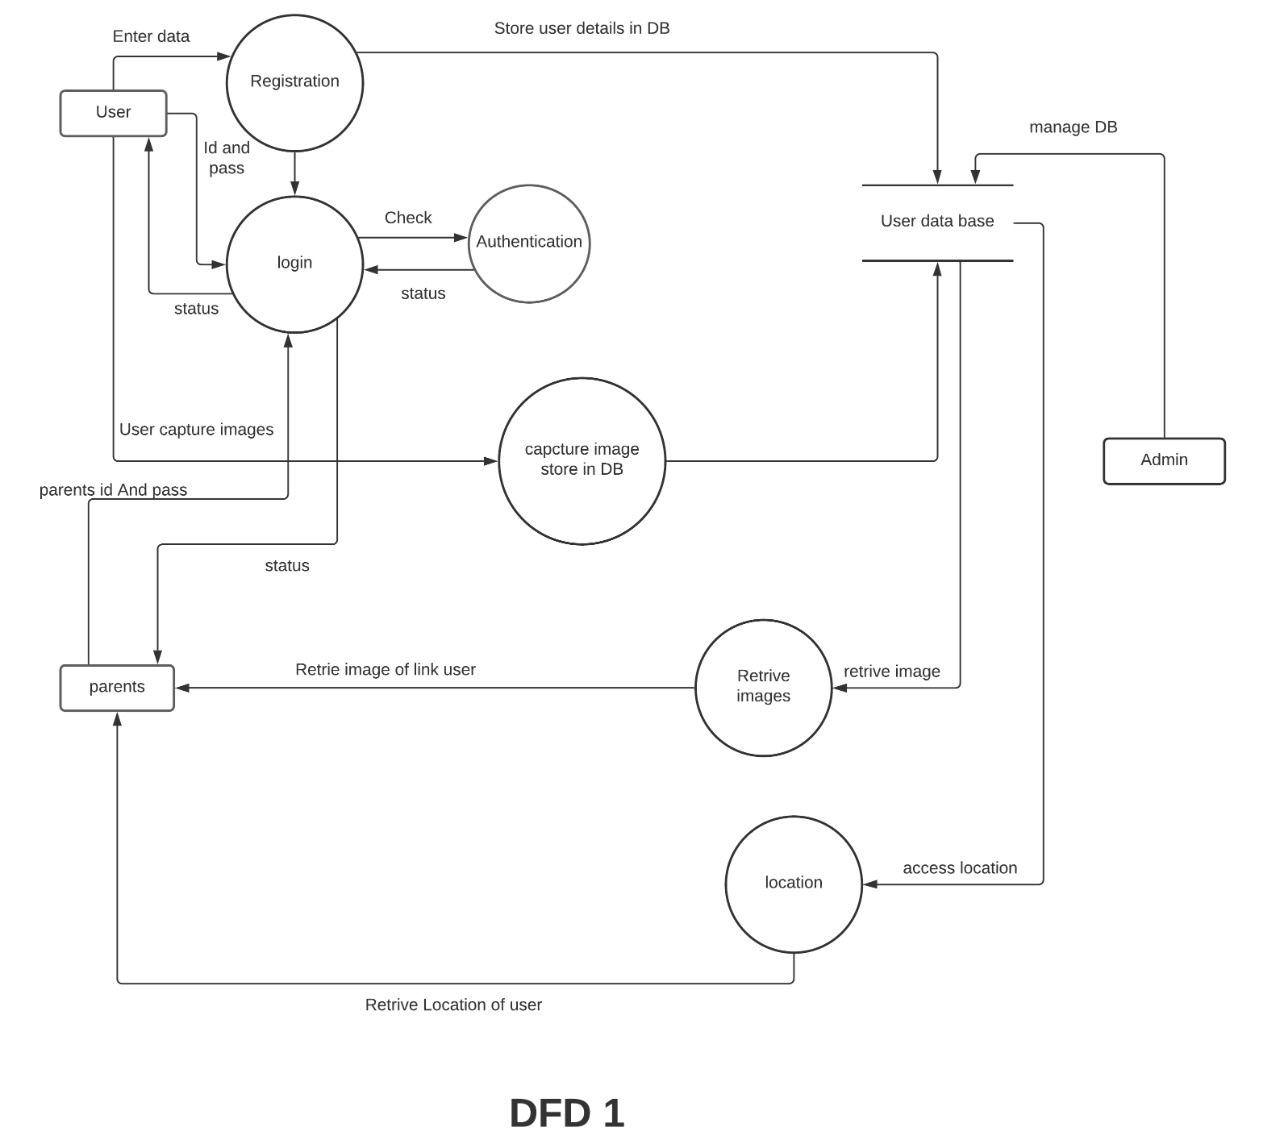 Enter data
Store user details in DB
Registration
User
manage DB
Id and
pass
Check
User data base
Authentication
login
status
status
User capture images
capcture image
store in DB
Admin
parents id And pass
status
Retrie image of link user
retrive image
Retrive
images
parents
access location
location
Retrive Location of user
DFD 1